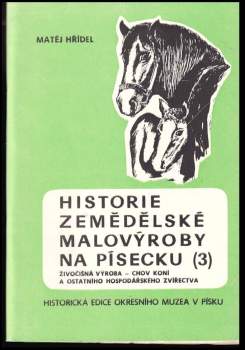 MATĚJ HŘÍDEL
HISTORIE
ZEMĚDĚLSKÉ
MALOVÝROBY
NA PÍSECKU (3)
ŽIVOČIŠNÁ VÝROBA – CHOV KONÍ
A OSTATNÍHO HOSPODÁŘSKÉHO ZVÍŘECTVA
HISTORICKÁ EDICE OKRESNÍHO MUZEA V PÍSKU